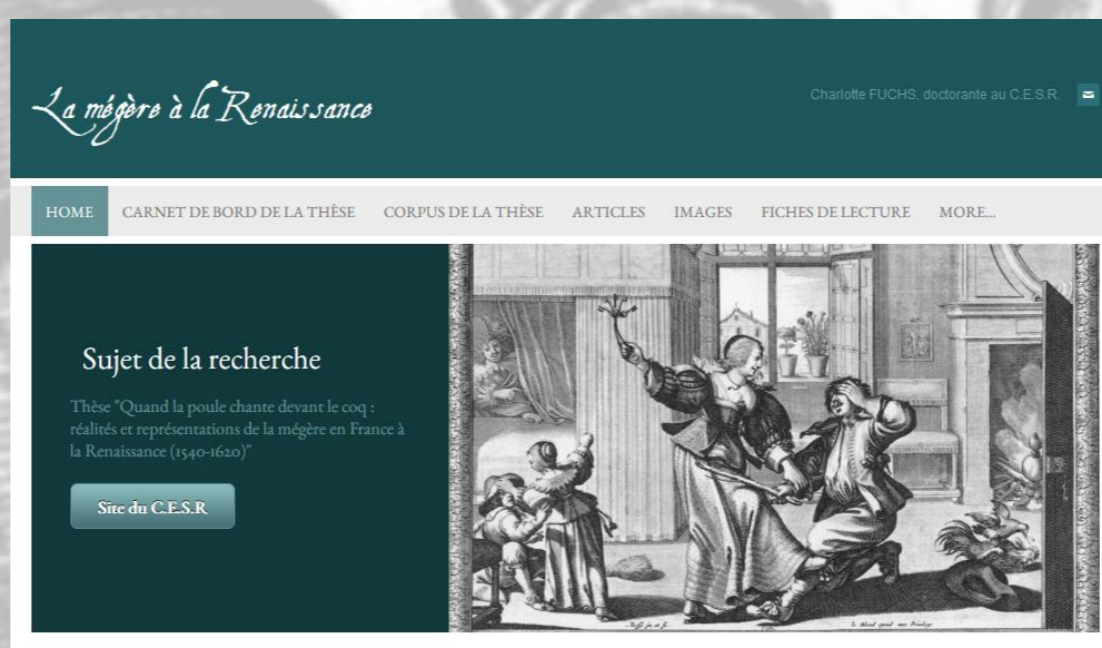 La mégère à la Renaissance
Charlotte FUCHS, doctorante au C.E.S.R.
HOME CARNET DE BORD DE LA THÈSE CORPUS DE LA THÈSE ARTICLES IMAGES FICHES DE LECTURE MORE...
Sujet de la recherche
Thèse "Quand la poule chante devant le coq :
réalités et représentations de la mégère en France à
la Renaissance (1540-1620)"
Site du C.E.S.R